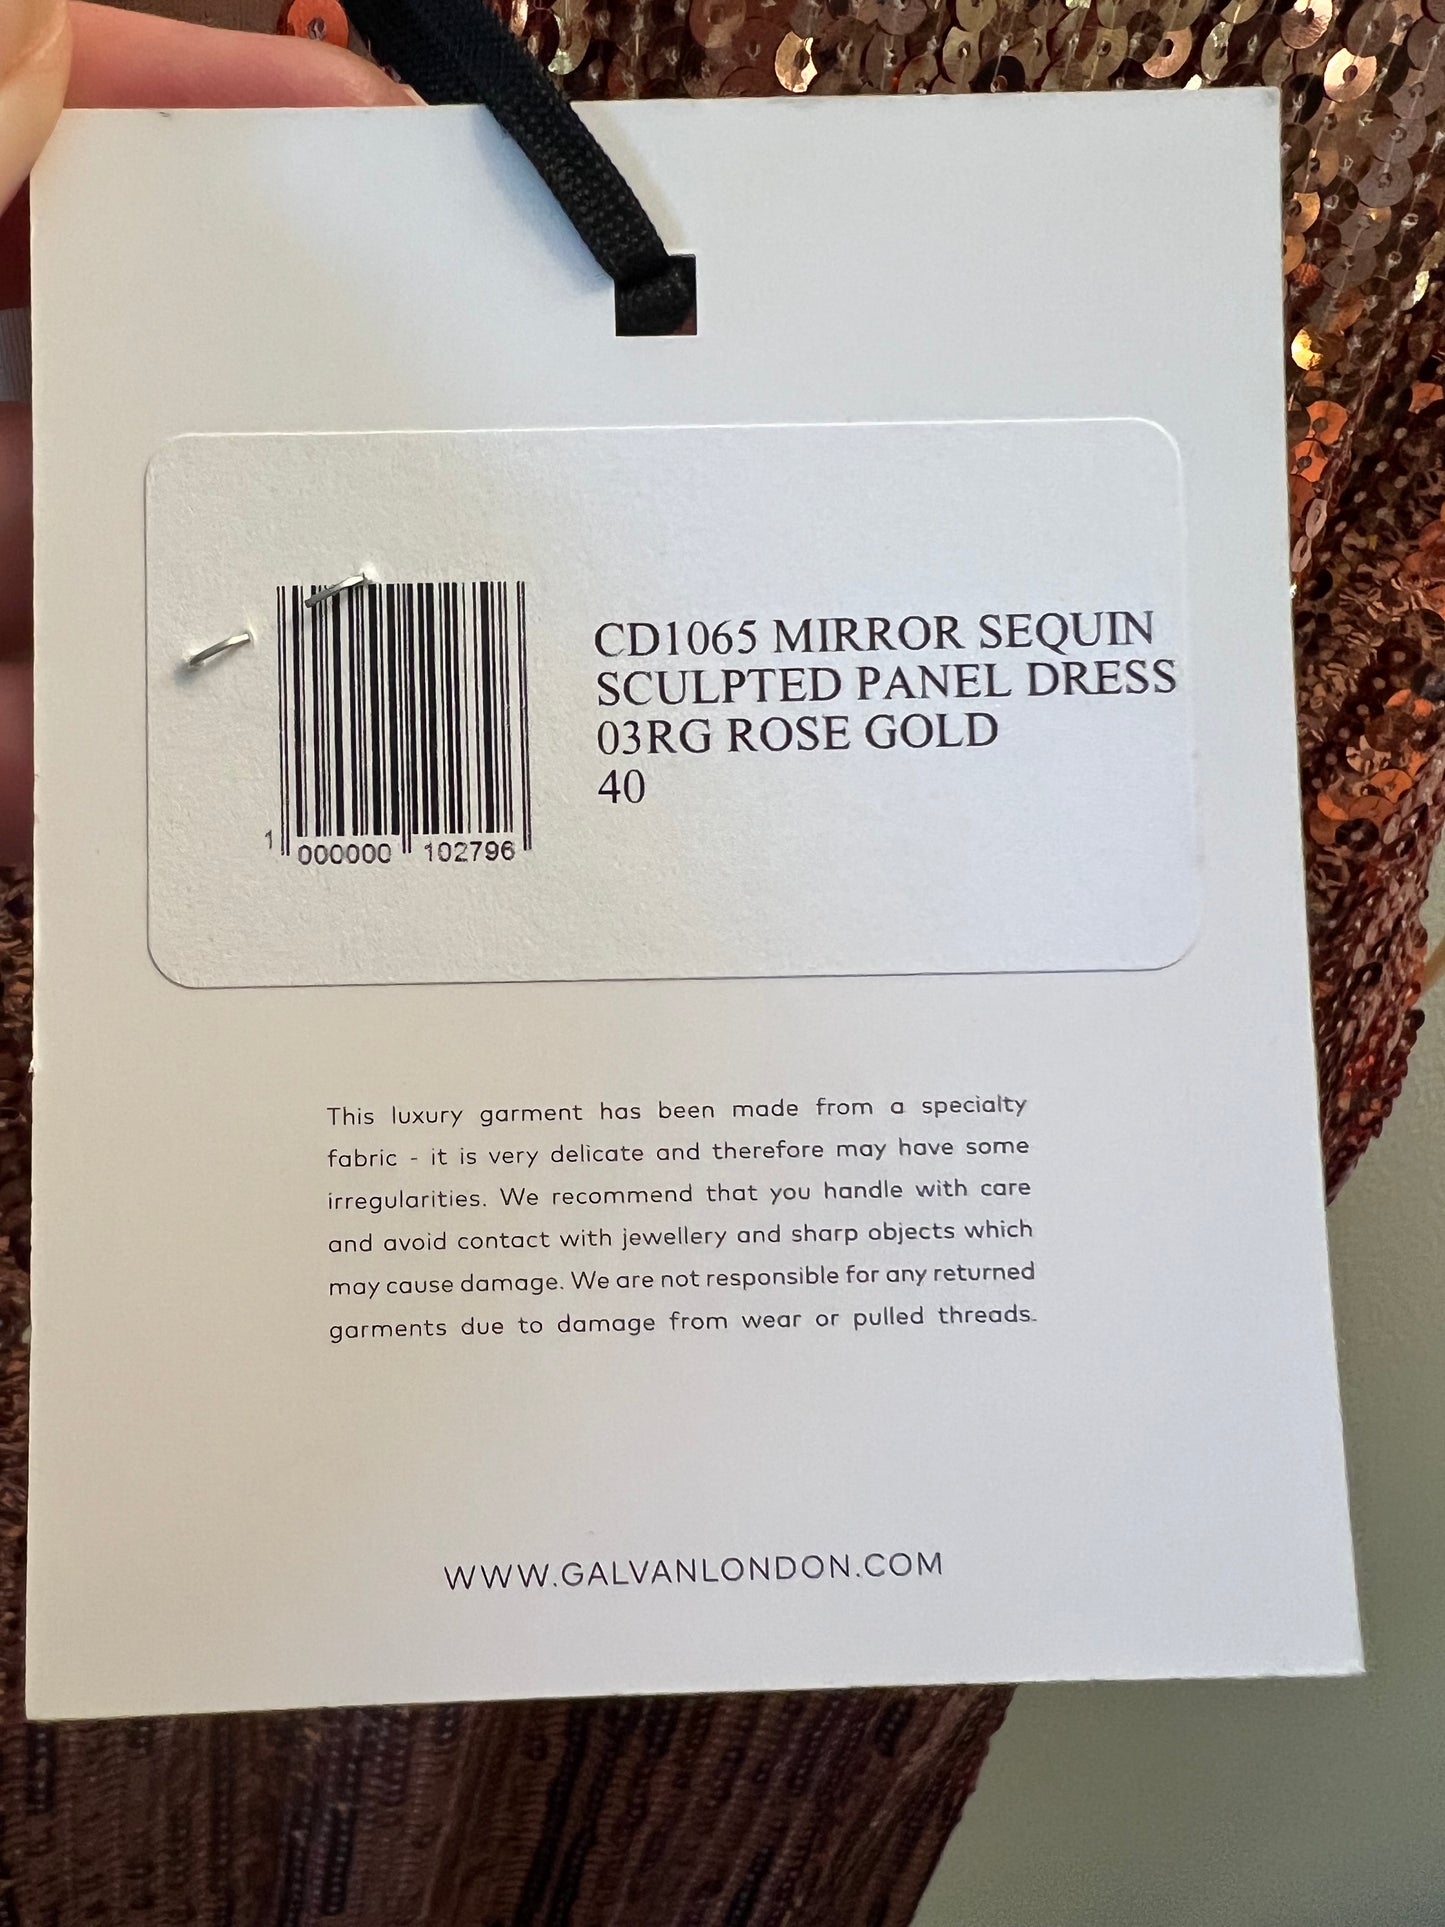 CD1065 MIRROR SEQUIN
SCULPTED PANEL DRESS
03RG ROSE GOLD
40
1 000000 102796
This luxury garment has been made from a specialty
fabric - it is very delicate and therefore may have some
irregularities. We recommend that you handle with care
and avoid contact with jewellery and sharp objects which
may cause damage. We are not responsible for any returned
garments due to damage from wear or pulled threads.
WWW.GALVANLONDON.COM